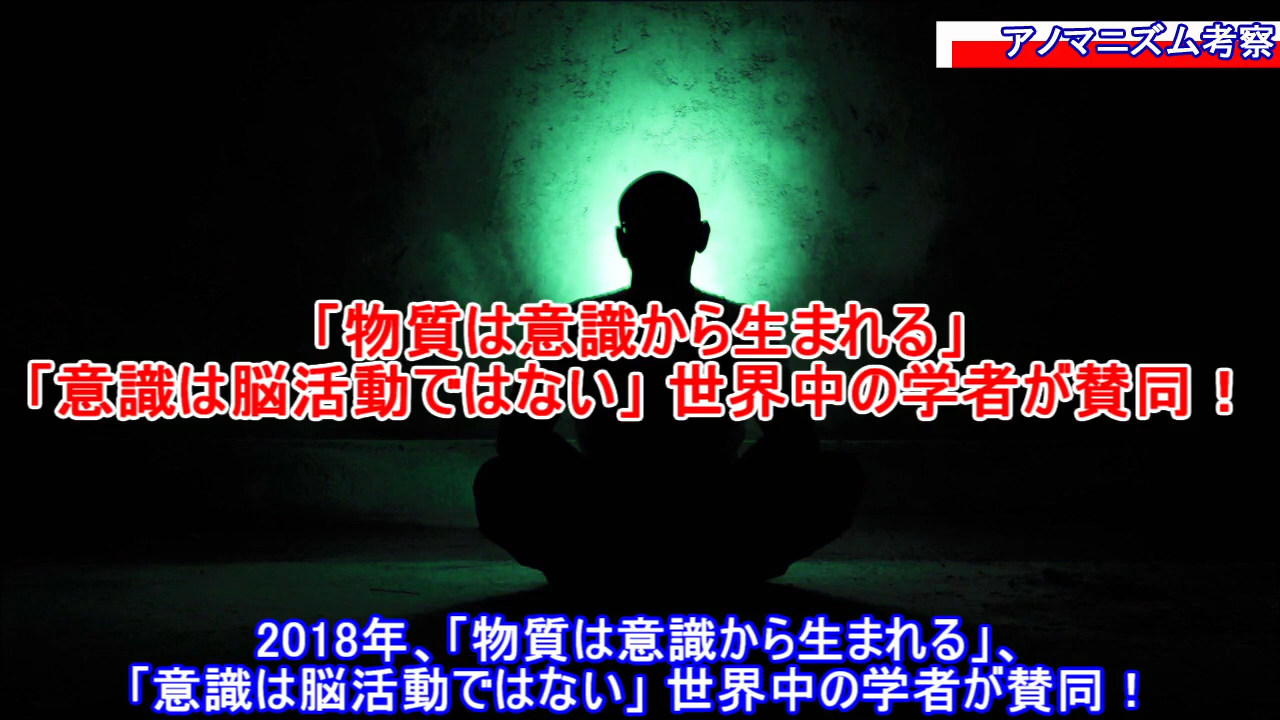 アノマニズム考察
「物質は意識から生まれる」
「意識は脳活動ではない」世界中の学者が賛同！
2018年、「物質は意識から生まれる」、
「意識は脳活動ではない」世界中の学者が賛同！